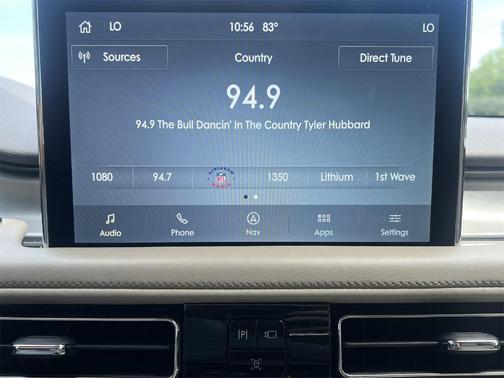 LO 10:56 83° LO
Sources Country Direct Tune
94.9
94.9 The Bull Dancin' In The Country Tyler Hubbard
1080 94.7 1350 Lithium 1st Wave
Audio Phone Nav Apps Settings
P